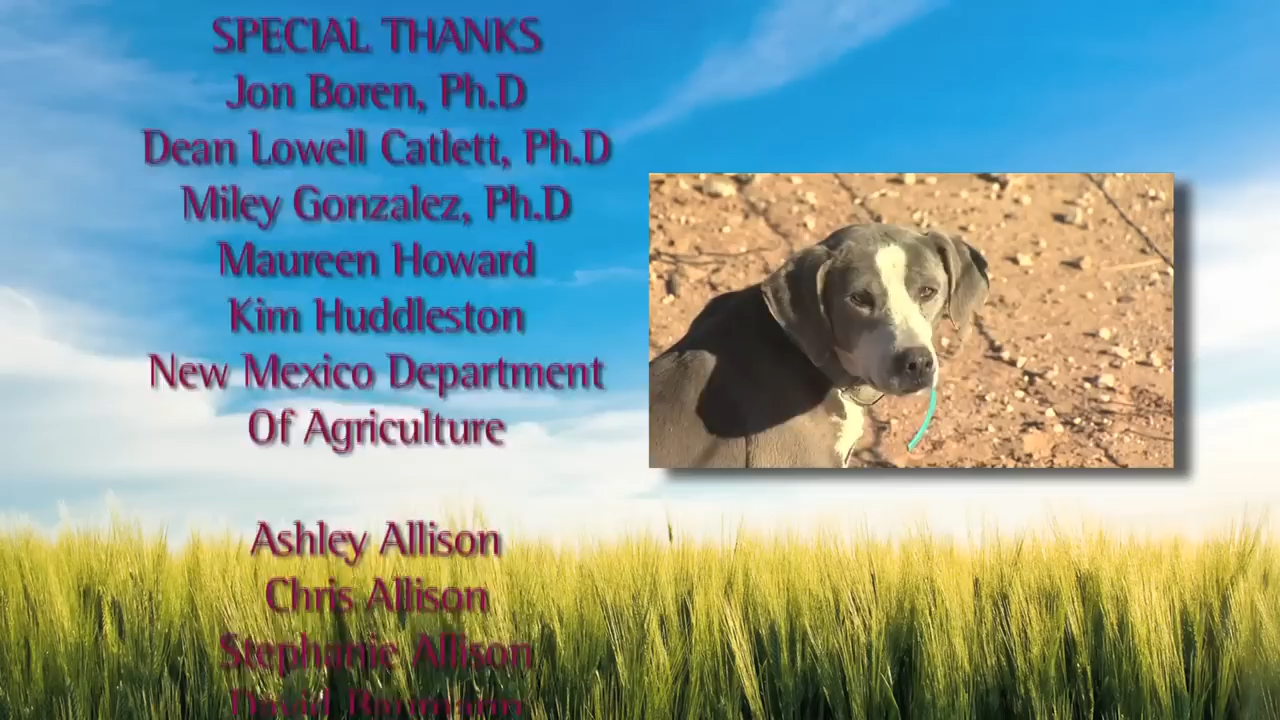 SPECIAL THANKS
Jon Boren, Ph.D
Dean Lowell Catlett, Ph.D
Miley Gonzalez, Ph.D
Maureen Howard
Kim Huddleston
New Mexico Department
Of Agriculture
Ashley Allison
Chris Allison
Stephanie Allison
David